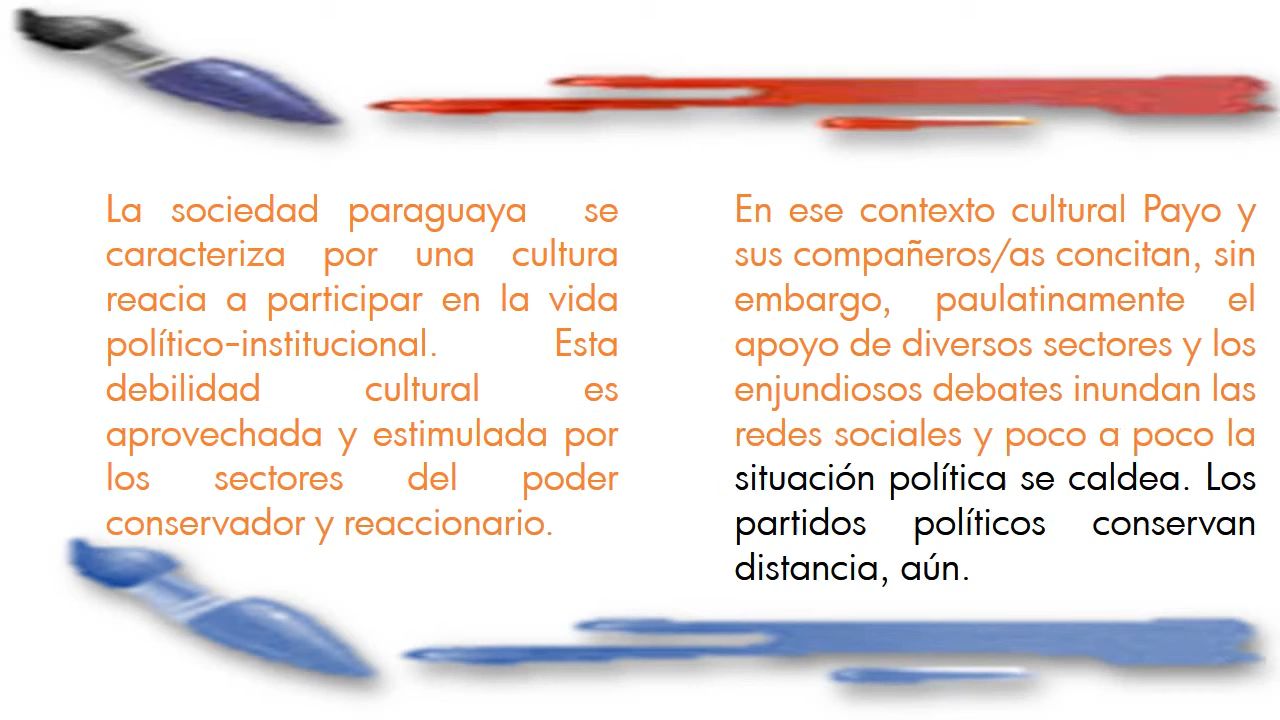 La sociedad paraguaya se
caracteriza por una cultura
reacia a participar en la vida
político-institucional. Esta
debilidad cultural es
aprovechada y estimulada por
los sectores del poder
conservador y reaccionario.
En ese contexto cultural Payo y
sus compañeros/as concitan, sin
embargo, paulatinamente el
apoyo de diversos sectores y los
enjundiosos debates inundan las
redes sociales y poco a poco la
situación política se caldea. Los
partidos políticos conservan
distancia, aún.